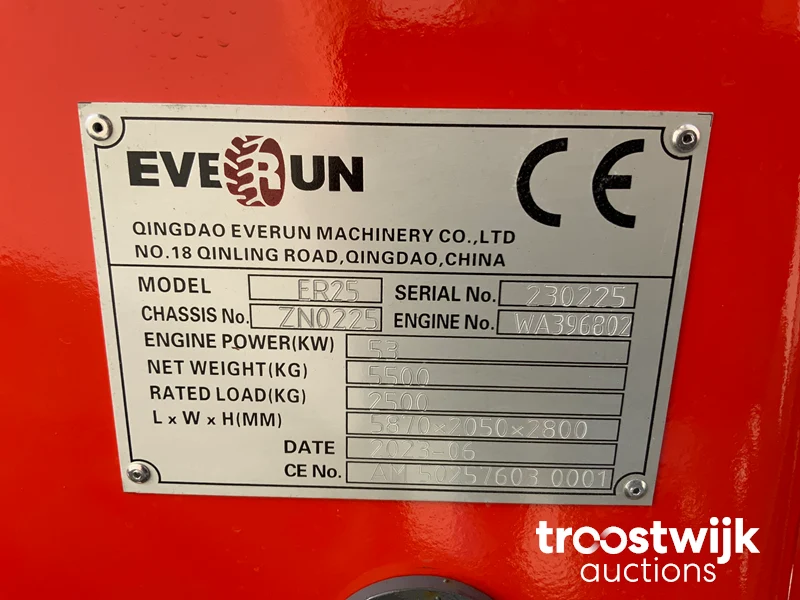 EVERUN CE
QINGDAO EVERUN MACHINERY CO.,LTD
NO.18 QINLING ROAD,QINGDAO,CHINA
MODEL ER25 SERIAL No. 230225
CHASSIS No. ZN0225 ENGINE No. WA396802
ENGINE POWER(KW) 53
NET WEIGHT(KG) 5500
RATED LOAD(KG) 2500
L x W x H(MM) 5870×2050×2800
DATE 2023-06
CE No. AM 50257603 0001
troostwijk
auctions